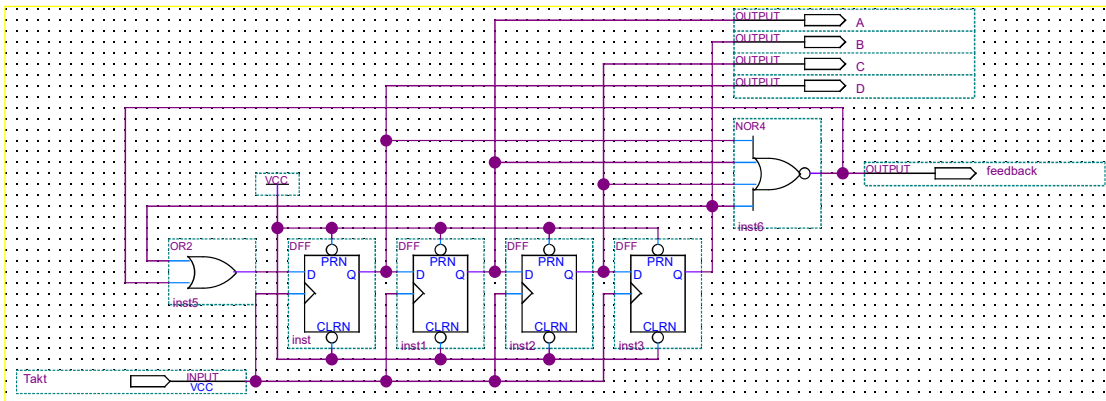 OUTPUT A
OUTPUT B
OUTPUT C
OUTPUT D
NOR4
OUTPUT feedback
VCC
inst6
OR2 DFF DFF DFF DFF
PRN PRN PRN PRN
D Q D Q D Q D Q
inst5
CLRN CLRN CLRN CLRN
inst inst1 inst2 inst3
Takt INPUT
VCC